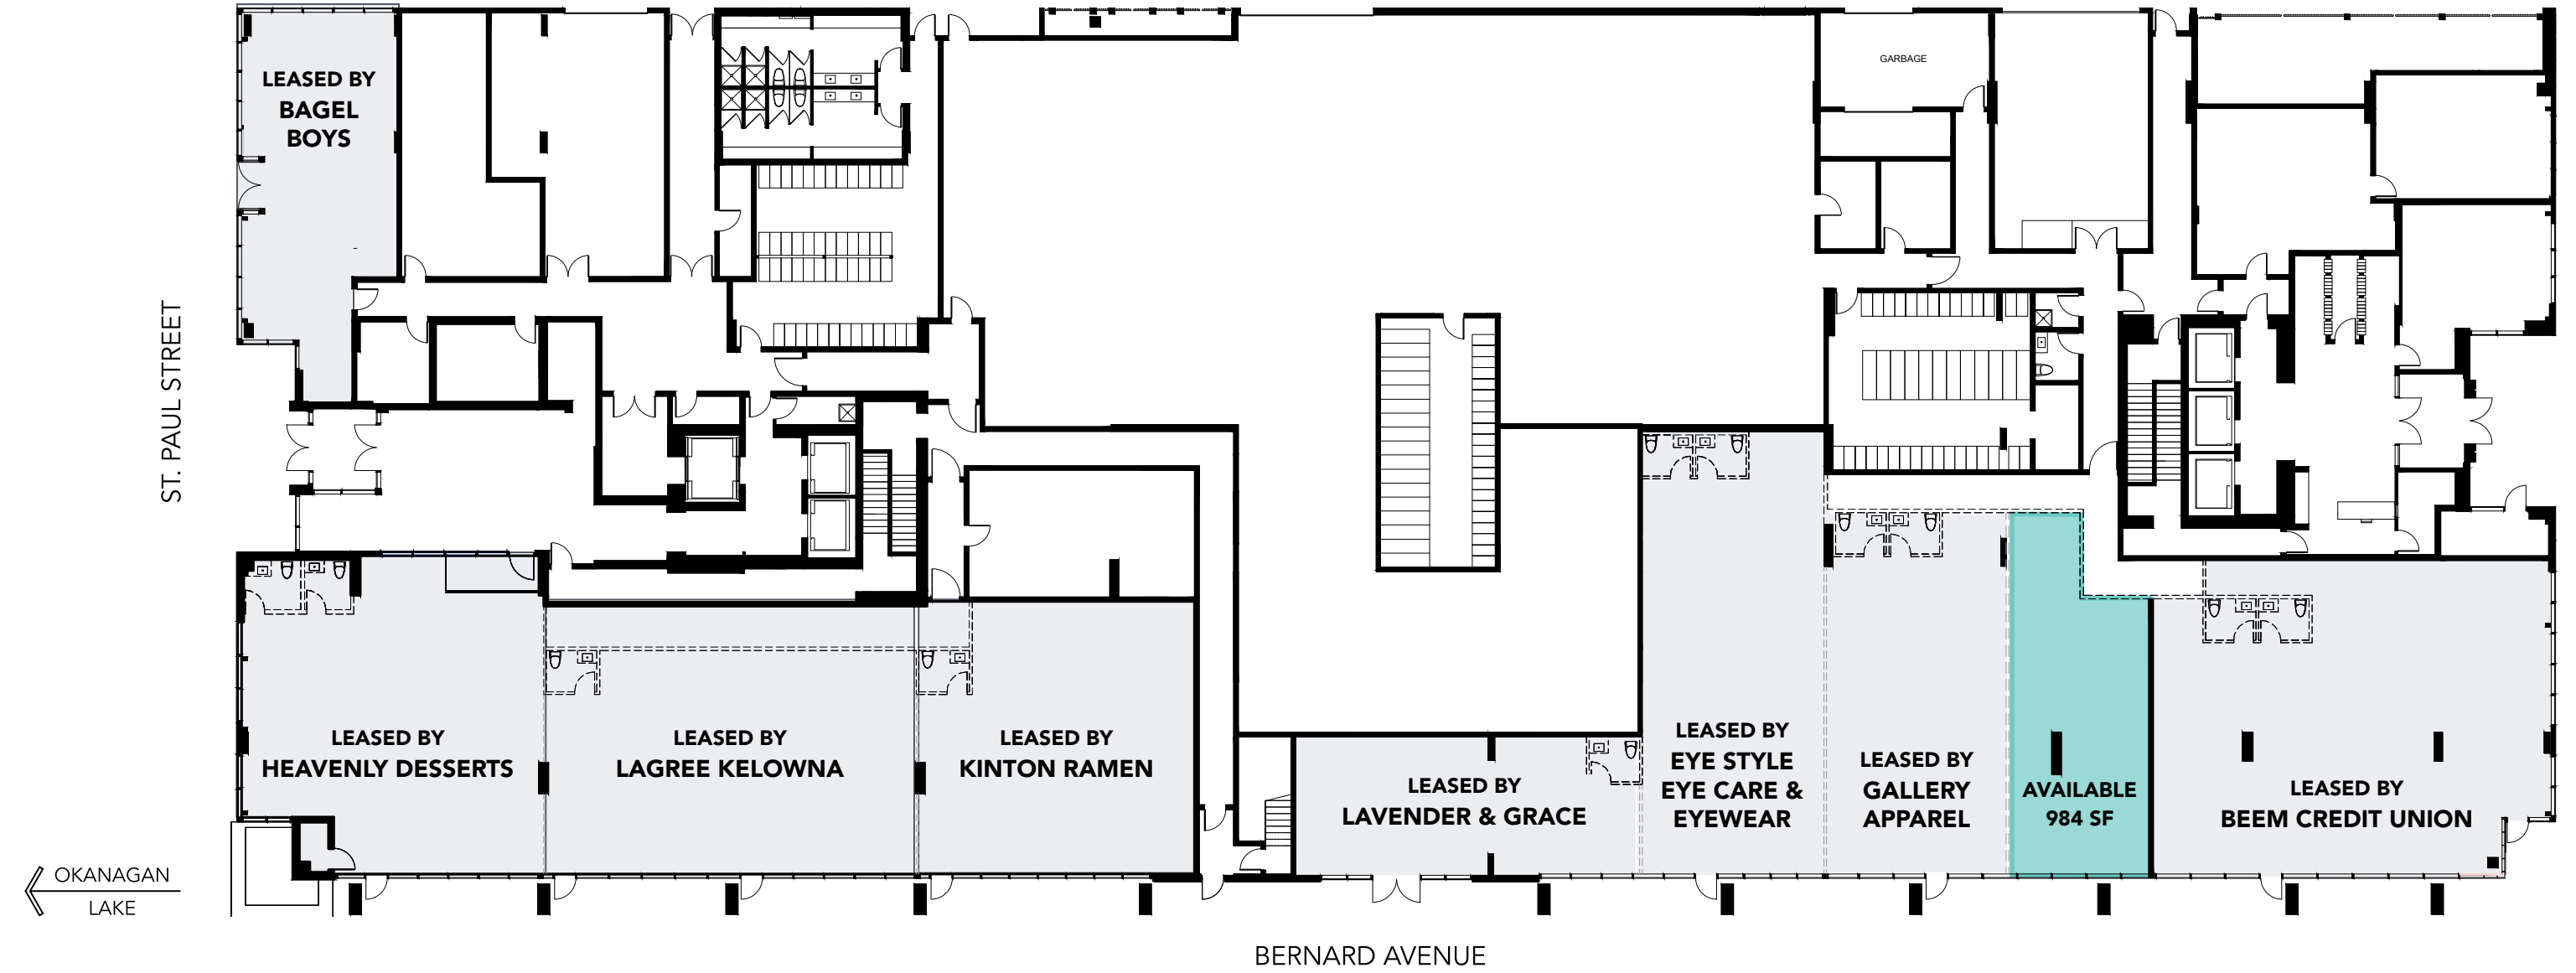 GARBAGE
LEASED BY
BAGEL
BOYS
ST. PAUL STREET
LEASED BY
HEAVENLY DESSERTS
LEASED BY
LAGREE KELOWNA
LEASED BY
KINTON RAMEN
LEASED BY
LAVENDER & GRACE
LEASED BY
EYE STYLE
EYE CARE &
EYEWEAR
LEASED BY
GALLERY
APPAREL
AVAILABLE
984 SF
LEASED BY
BEEM CREDIT UNION
OKANAGAN
LAKE
BERNARD AVENUE